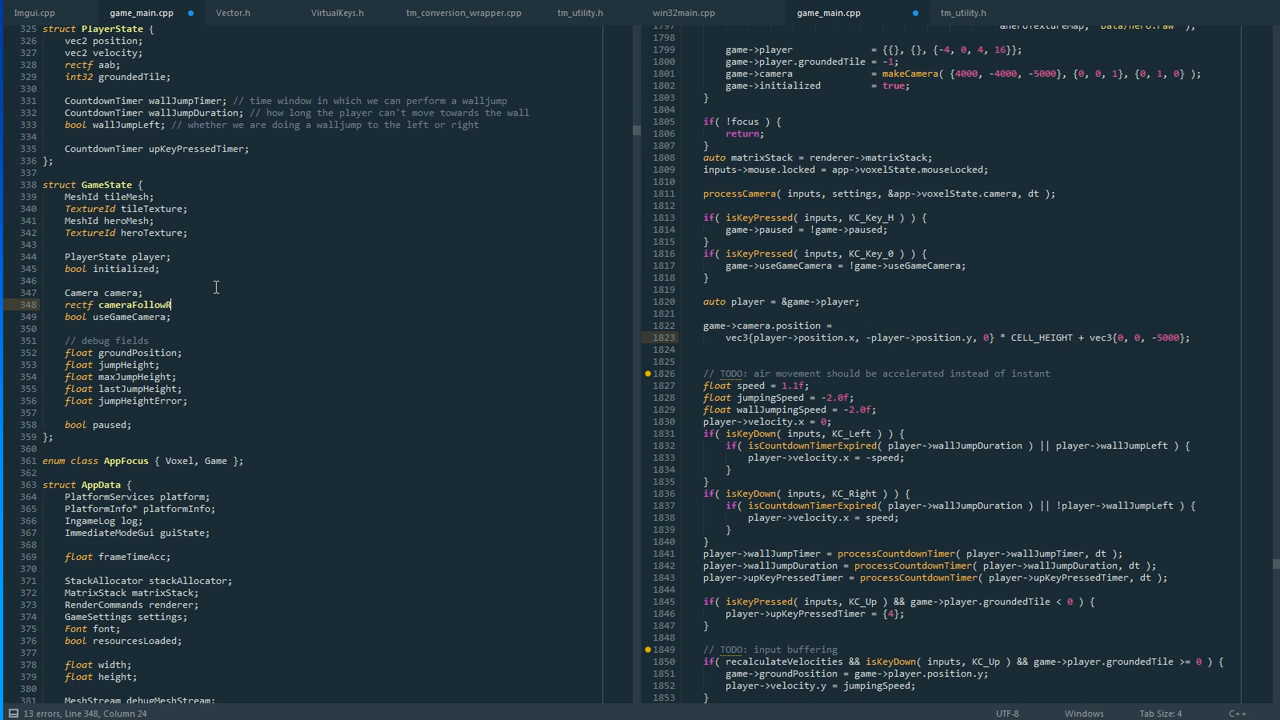 Imgui.cpp game_main.cpp Vector.h VirtualKeys.h tm_conversion_wrapper.cpp tm_utility.h win32main.cpp game_main.cpp tm_utility.h
325 struct PlayerState {
326 vec2 position;
327 vec2 velocity;
328 rectf aab;
329 int32 groundedTile;
330
331 CountdownTimer wallJumpTimer; // time window in which we can perform a walljump
332 CountdownTimer wallJumpDuration; // how long the player can't move towards the wall
333 bool wallJumpLeft; // whether we are doing a walljump to the left or right
334
335 CountdownTimer upKeyPressedTimer;
336 };
337
338 struct GameState {
339 MeshId tileMesh;
340 TextureId tileTexture;
341 MeshId heroMesh;
342 TextureId heroTexture;
343
344 PlayerState player;
345 bool initialized;
346
347 Camera camera;
348 rectf cameraFollowR
349 bool useGameCamera;
350
351 // debug fields
352 float groundPosition;
353 float jumpHeight;
354 float maxJumpHeight;
355 float lastJumpHeight;
356 float jumpHeightError;
357
358 bool paused;
359 };
360
361 enum class AppFocus { Voxel, Game };
362
363 struct AppData {
364 PlatformServices platform;
365 PlatformInfo* platformInfo;
366 IngameLog log;
367 ImmediateModeGui guiState;
368
369 float frameTimeAcc;
370
371 StackAllocator stackAllocator;
372 MatrixStack matrixStack;
373 RenderCommands renderer;
374 GameSettings settings;
375 Font font;
376 bool resourcesLoaded;
377
378 float width;
379 float height;
380
381 MeshStream debugMeshStream;
1798
1799 game->player = {{}, {}, {-4, 0, 4, 16}};
1800 game->player.groundedTile = -1;
1801 game->camera = makeCamera( {4000, -4000, -5000}, {0, 0, 1}, {0, 1, 0} );
1802 game->initialized = true;
1803 }
1804
1805 if( !focus ) {
1806 return;
1807 }
1808 auto matrixStack = renderer->matrixStack;
1809 inputs->mouse.locked = app->voxelState.mouseLocked;
1810
1811 processCamera( inputs, settings, &app->voxelState.camera, dt );
1812
1813 if( isKeyPressed( inputs, KC_Key_H ) ) {
1814 game->paused = !game->paused;
1815 }
1816 if( isKeyPressed( inputs, KC_Key_0 ) ) {
1817 game->useGameCamera = !game->useGameCamera;
1818 }
1819
1820 auto player = &game->player;
1821
1822 game->camera.position =
1823 vec3{player->position.x, -player->position.y, 0} * CELL_HEIGHT + vec3{0, 0, -5000};
1824
1825
1826 // TODO: air movement should be accelerated instead of instant
1827 float speed = 1.1f;
1828 float jumpingSpeed = -2.0f;
1829 float wallJumpingSpeed = -2.0f;
1830 player->velocity.x = 0;
1831 if( isKeyDown( inputs, KC_Left ) ) {
1832 if( isCountdownTimerExpired( player->wallJumpDuration ) || player->wallJumpLeft ) {
1833 player->velocity.x = -speed;
1834 }
1835 }
1836 if( isKeyDown( inputs, KC_Right ) ) {
1837 if( isCountdownTimerExpired( player->wallJumpDuration ) || !player->wallJumpLeft ) {
1838 player->velocity.x = speed;
1839 }
1840 }
1841 player->wallJumpTimer = processCountdownTimer( player->wallJumpTimer, dt );
1842 player->wallJumpDuration = processCountdownTimer( player->wallJumpDuration, dt );
1843 player->upKeyPressedTimer = processCountdownTimer( player->upKeyPressedTimer, dt );
1844
1845 if( isKeyPressed( inputs, KC_Up ) && game->player.groundedTile < 0 ) {
1846 player->upKeyPressedTimer = {4};
1847 }
1848
1849 // TODO: input buffering
1850 if( recalculateVelocities && isKeyDown( inputs, KC_Up ) && game->player.groundedTile >= 0 ) {
1851 game->groundPosition = game->player.position.y;
1852 player->velocity.y = jumpingSpeed;
1853 }
13 errors, Line 348, Column 24 UTF-8 Windows Tab Size: 4 C++